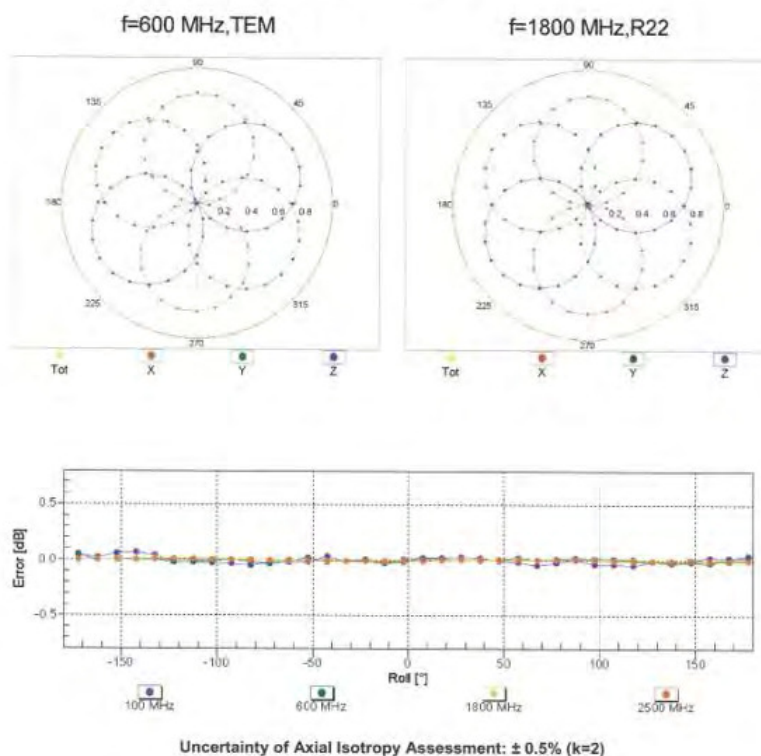 f=600 MHz,TEM
f=1800 MHz,R22
90
135
45
180
0.2
0.4
0.6
0.8
0
225
315
270
Tot
X
Y
Z
90
135
45
180
0.2
0.4
0.6
0.8
0
225
315
270
Tot
X
Y
Z
Error [dB]
0.5
0.0
-0.5
-150
-100
-50
0
50
100
150
Roll [°]
100 MHz
600 MHz
1800 MHz
2500 MHz
Uncertainty of Axial Isotropy Assessment: ± 0.5% (k=2)